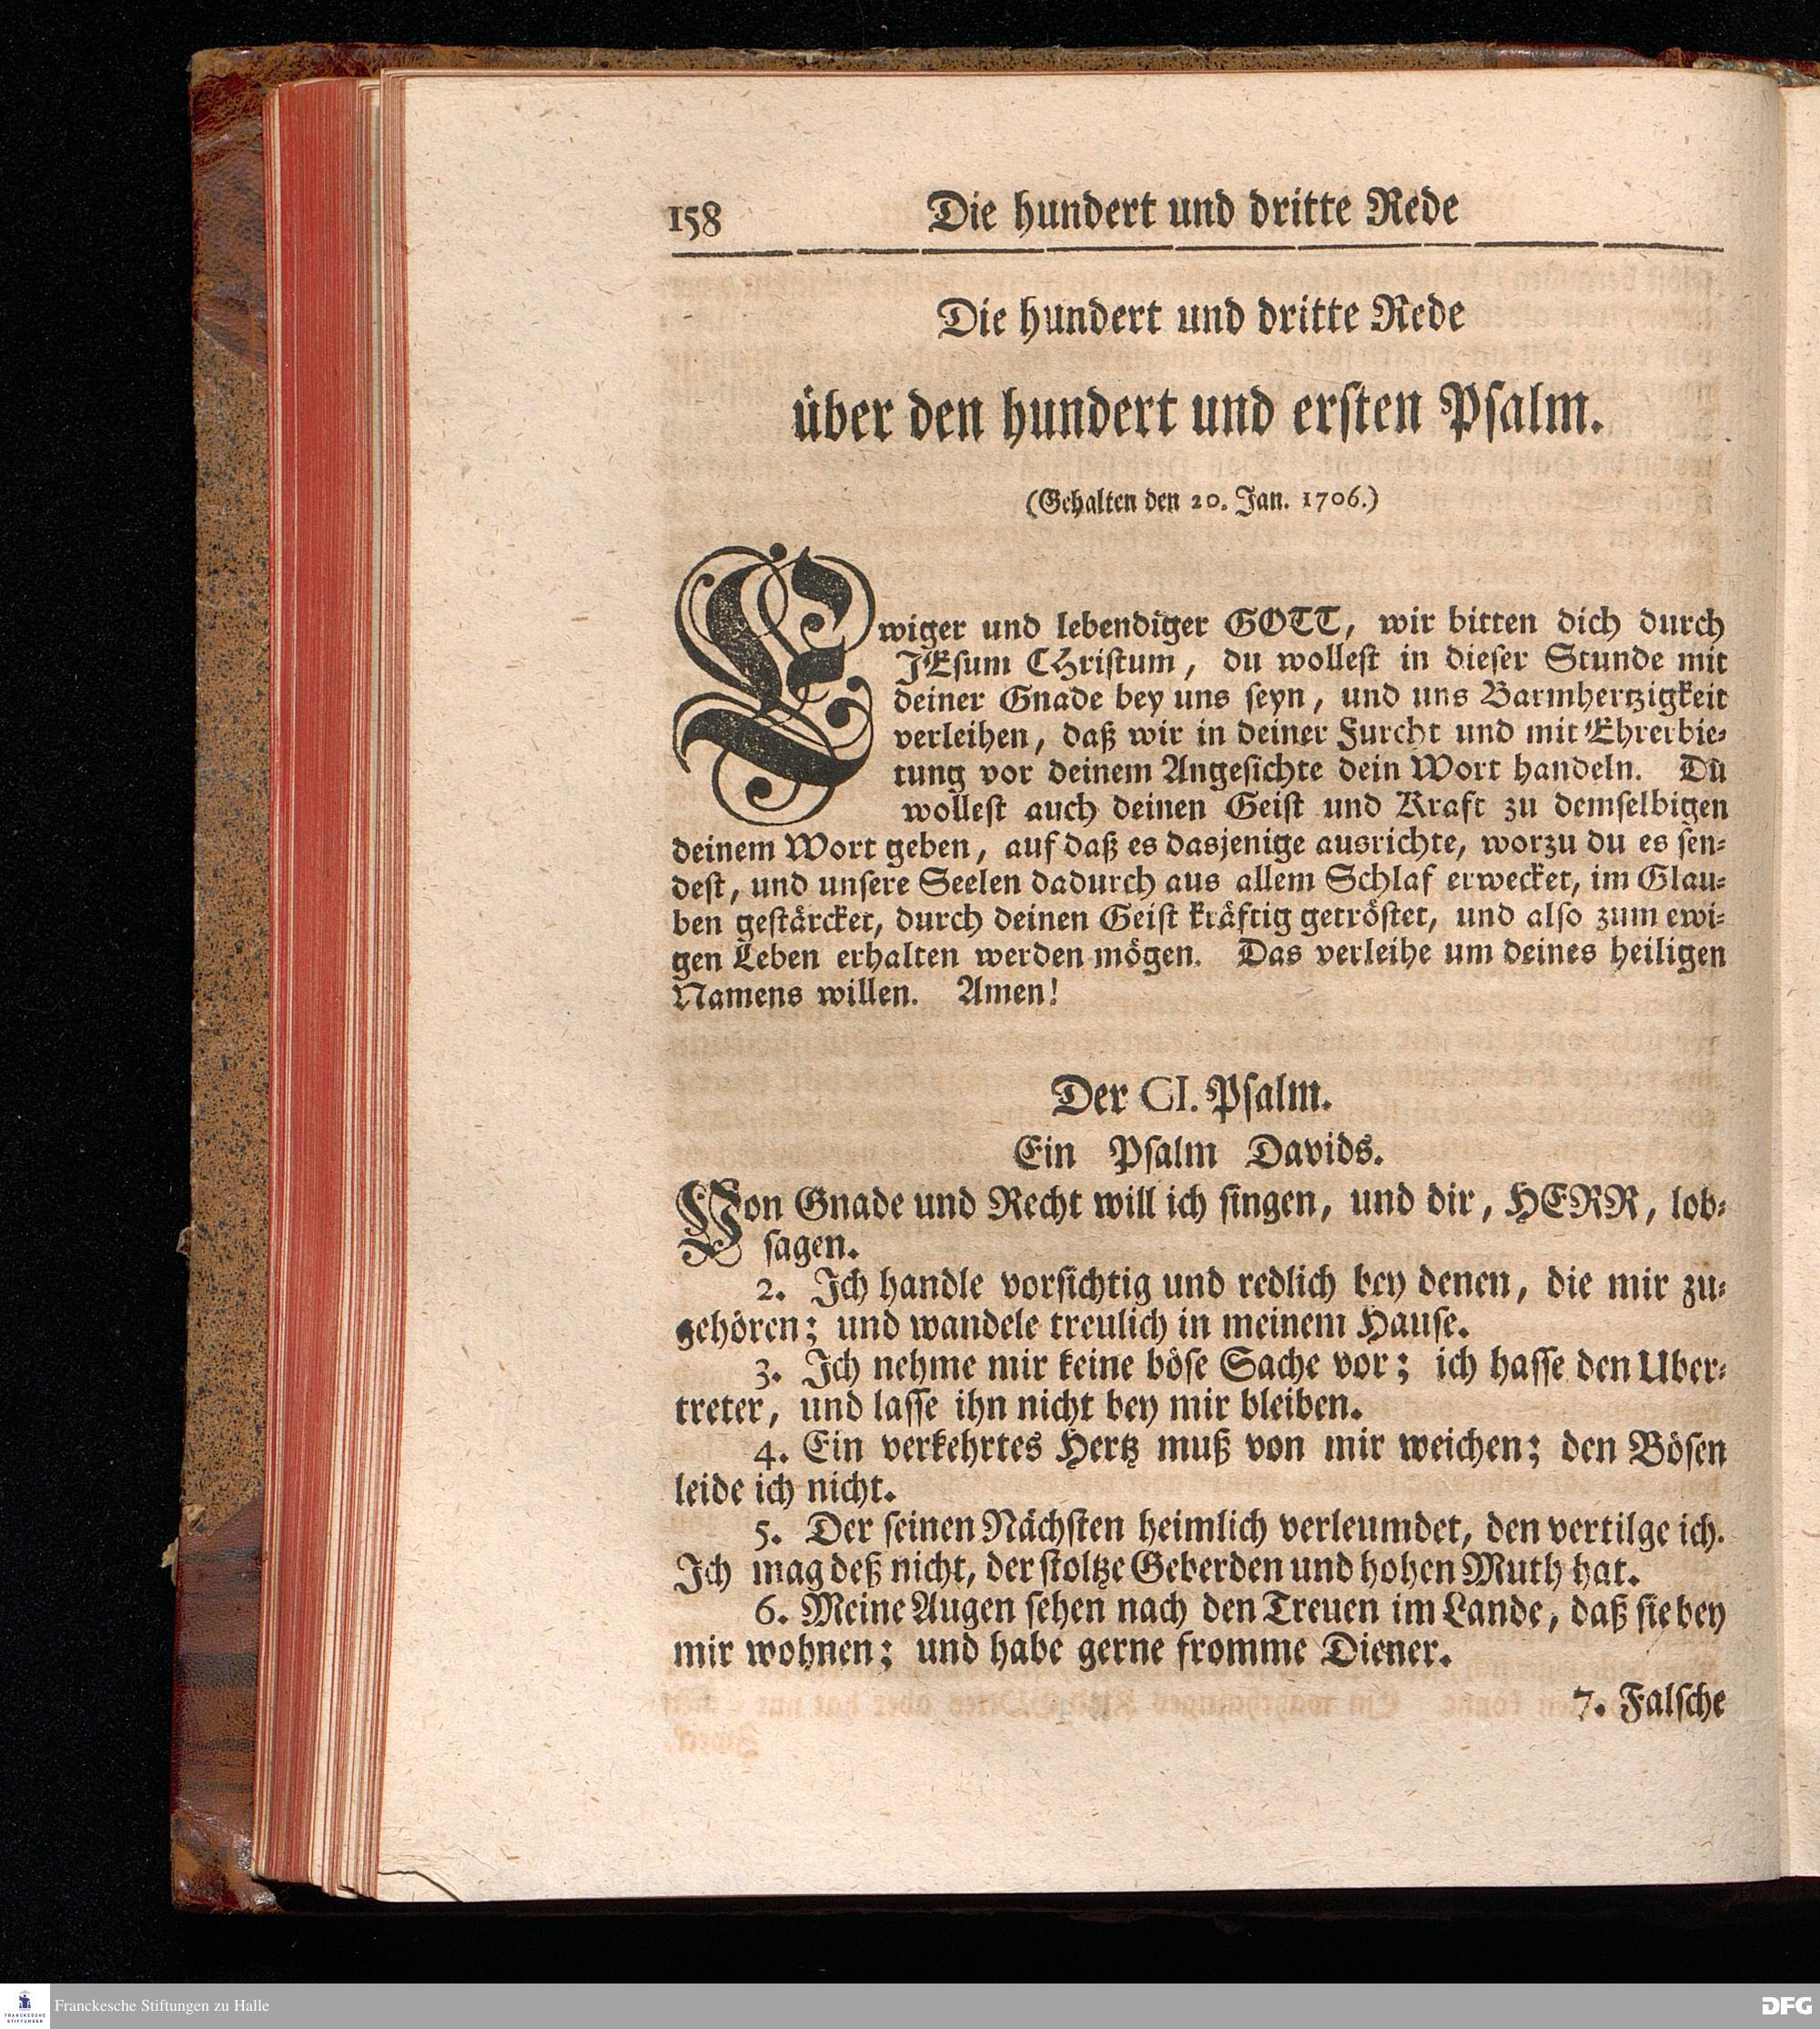 158 Die hundert und dritte Rede
Die hundert und dritte Rede
über den hundert und ersten Psalm.
(Gehalten den 20. Jan. 1706.)
Ewiger und lebendiger GOTT, wir bitten dich durch
JEsum CHristum, du wollest in dieser Stunde mit
deiner Gnade bey uns seyn, und uns Barmhertzigkeit
verleihen, daß wir in deiner Furcht und mit Ehrerbie-
tung vor deinem Angesichte dein Wort handeln. Du
wollest auch deinen Geist und Kraft zu demselbigen
deinem Wort geben, auf daß es dasjenige ausrichte, worzu du es sen-
dest, und unsere Seelen dadurch aus allem Schlaf erwecket, im Glau-
ben gestärcket, durch deinen Geist kräftig getröstet, und also zum ewi-
gen Leben erhalten werden mögen. Das verleihe um deines heiligen
Namens willen. Amen!
Der CI. Psalm.
Ein Psalm Davids.
Von Gnade und Recht will ich singen, und dir, HERR, lob-
sagen.
2. Ich handle vorsichtig und redlich bey denen, die mir zu-
gehören; und wandele treulich in meinem Hause.
3. Ich nehme mir keine böse Sache vor; ich hasse den Uber-
treter, und lasse ihn nicht bey mir bleiben.
4. Ein verkehrtes Hertz muß von mir weichen; den Bösen
leide ich nicht.
5. Der seinen Nächsten heimlich verleumdet, den vertilge ich.
Ich mag deß nicht, der stoltze Geberden und hohen Muth hat.
6. Meine Augen sehen nach den Treuen im Lande, daß sie bey
mir wohnen; und habe gerne fromme Diener.
7. Falsche
FRANCKESCHE
STIFTUNGEN
Franckesche Stiftungen zu Halle
DFG